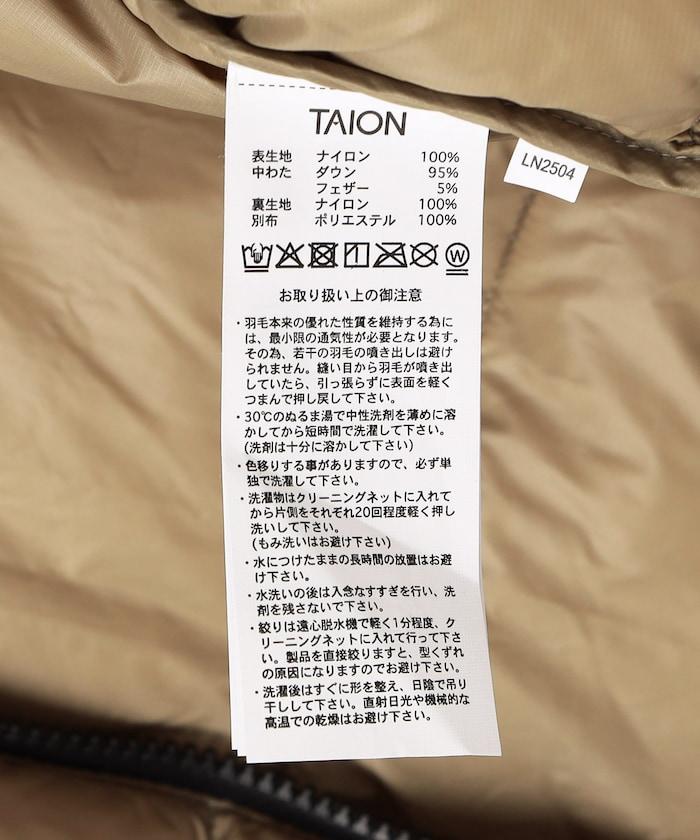 TAION
表生地 ナイロン 100%
中わた ダウン 95%
フェザー 5%
裏生地 ナイロン 100%
別布 ポリエステル 100%
W
お取り扱い上の御注意
・羽毛本来の優れた性質を維持する為に
は、最小限の通気性が必要となります。
その為、若干の羽毛の噴き出しは避け
られません。縫い目から羽毛が噴き出
していたら、引っ張らずに表面を軽く
つまんで押し戻して下さい。
・30℃のぬるま湯で中性洗剤を薄めに溶
かしてから短時間で洗濯して下さい。
(洗剤は十分に溶かして下さい)
・色移りする事がありますので、必ず単
独で洗濯して下さい。
・洗濯物はクリーニングネットに入れて
から片側をそれぞれ20回程度軽く押し
洗いして下さい。
(もみ洗いはお避け下さい)
・水につけたままの長時間の放置はお避
け下さい。
・水洗いの後は入念なすすぎを行い、洗
剤を残さないで下さい。
・絞りは遠心脱水機で軽く1分程度、ク
リーニングネットに入れて行って下さ
い。製品を直接絞りますと、型くずれ
の原因になりますのでお避け下さい。
・洗濯後はすぐに形を整え、日陰で吊り
干しして下さい。直射日光や機械的な
高温での乾燥はお避け下さい。
LN2504